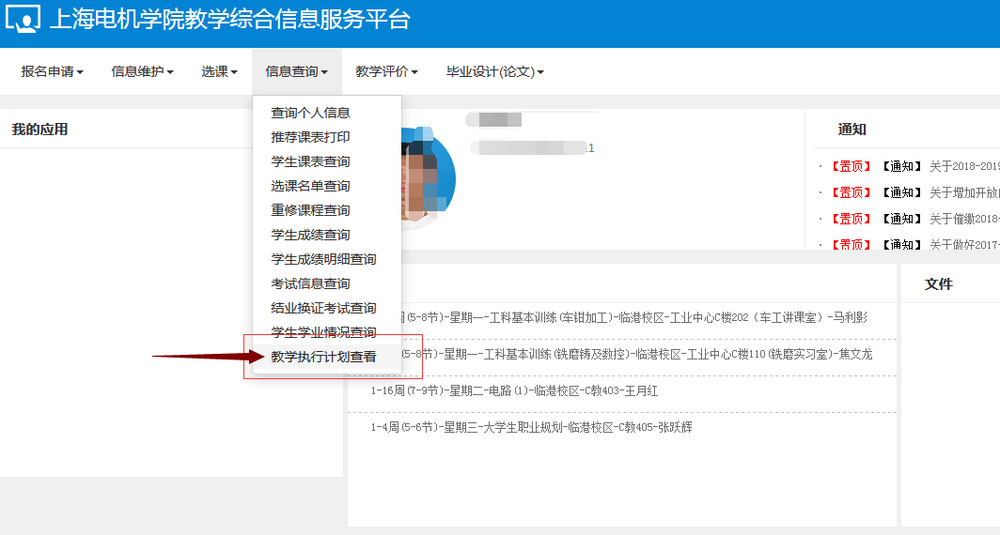 上海电机学院教学综合信息服务平台
报名申请 信息维护 选课 信息查询 教学评价 毕业设计(论文)
我的应用
查询个人信息
推荐课表打印
学生课表查询
选课名单查询
重修课程查询
学生成绩查询
学生成绩明细查询
考试信息查询
结业换证考试查询
学生学业情况查询
教学执行计划查看
1
通知
【置顶】【通知】 关于2018-2019
【置顶】【通知】 关于增加开放
【置顶】【通知】 关于催缴2018-
【置顶】【通知】 关于做好2017-
周(5-8节)-星期一-工科基本训练(车钳加工)-临港校区-工业中心C楼202（车工讲课室）-马利影
(5-8节)-星期一-工科基本训练(铣磨铸及数控)-临港校区-工业中心C楼110(铣磨实习室)-焦文龙
1-16周(7-9节)-星期二-电路(1)-临港校区-C教403-王月红
1-4周(5-6节)-星期三-大学生职业规划-临港校区-C教405-张跃辉
文件